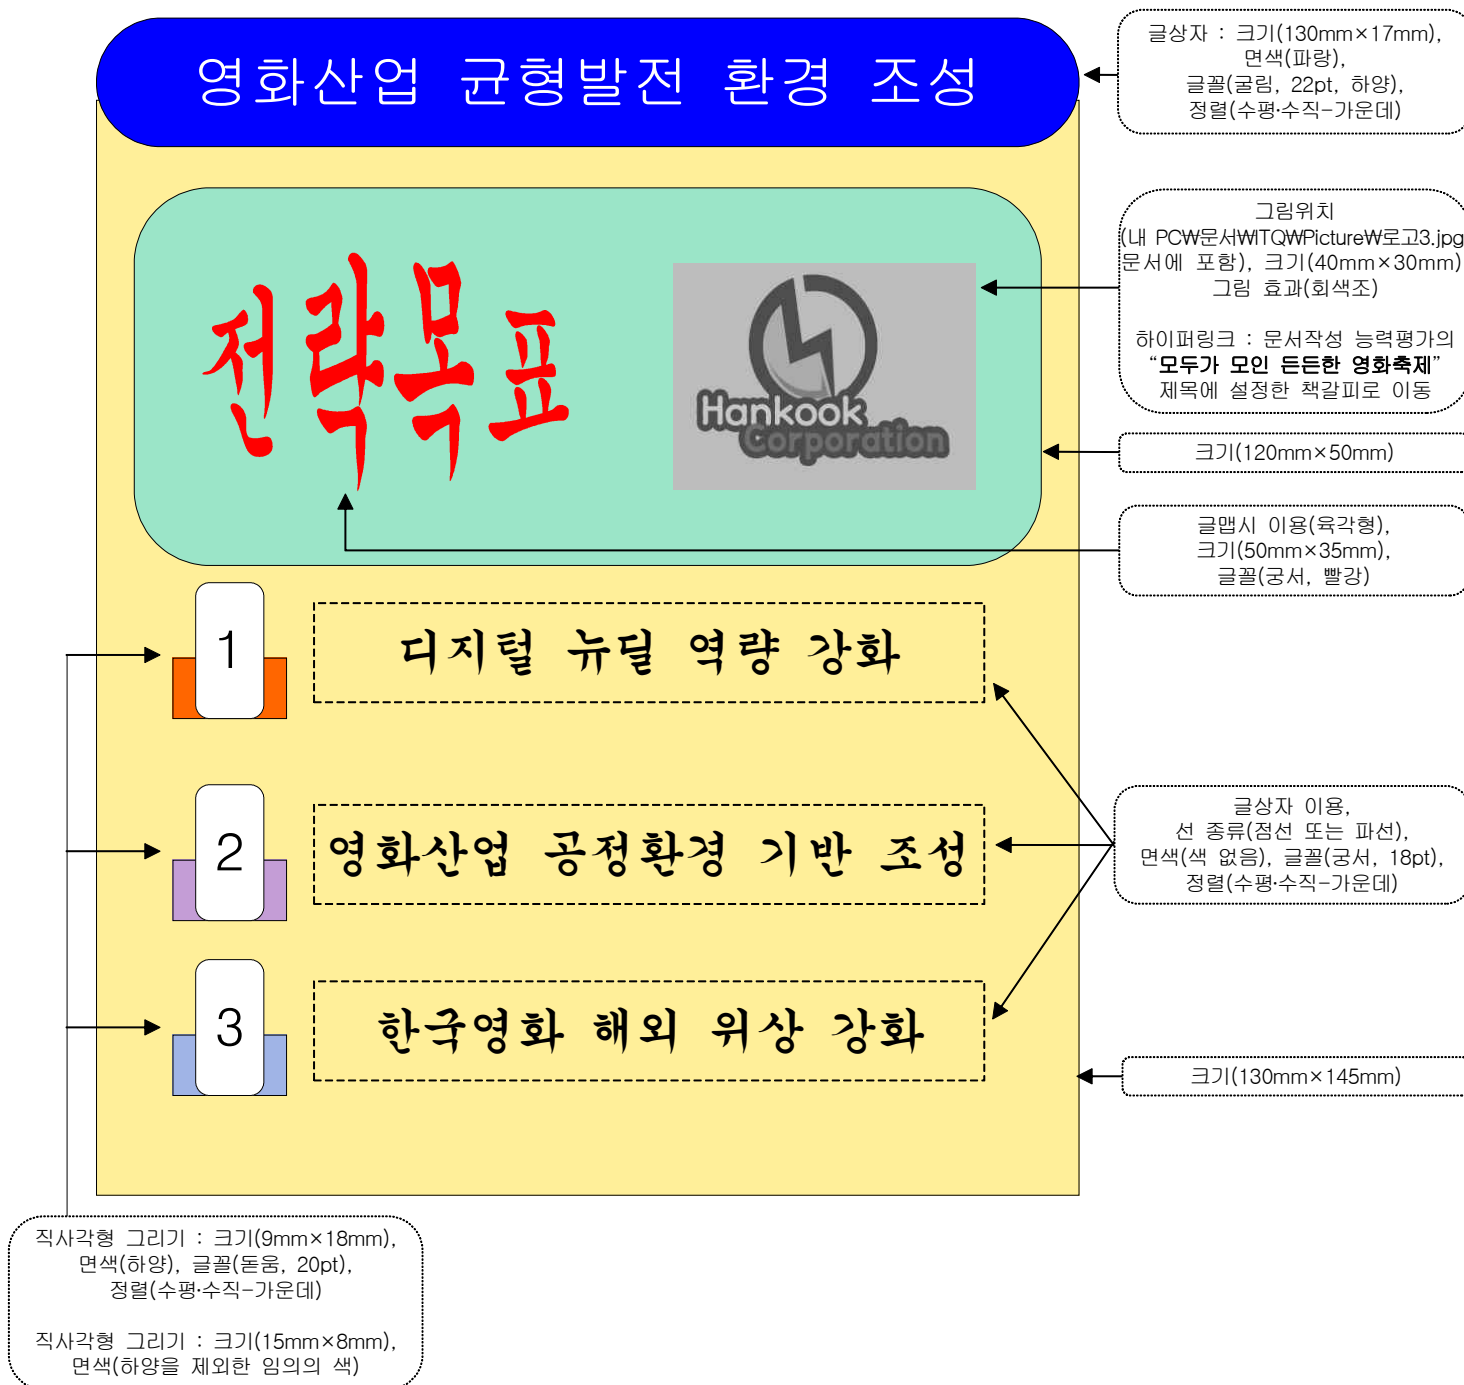 영화산업 균형발전 환경 조성
글상자 : 크기(130mm×17mm),
면색(파랑),
글꼴(굴림, 22pt, 하양),
정렬(수평·수직-가운데)
전략목표
Hankook
Corporation
그림위치
(내 PC₩문서₩ITQ₩Picture₩로고3.jpg
문서에 포함), 크기(40mm×30mm)
그림 효과(회색조)
하이퍼링크 : 문서작성 능력평가의
“모두가 모인 든든한 영화축제”
제목에 설정한 책갈피로 이동
크기(120mm×50mm)
글맵시 이용(육각형),
크기(50mm×35mm),
글꼴(궁서, 빨강)
1
디지털 뉴딜 역량 강화
2
영화산업 공정환경 기반 조성
글상자 이용,
선 종류(점선 또는 파선),
면색(색 없음), 글꼴(궁서, 18pt),
정렬(수평·수직-가운데)
3
한국영화 해외 위상 강화
크기(130mm×145mm)
직사각형 그리기 : 크기(9mm×18mm),
면색(하양), 글꼴(돋움, 20pt),
정렬(수평·수직-가운데)
직사각형 그리기 : 크기(15mm×8mm),
면색(하양을 제외한 임의의 색)